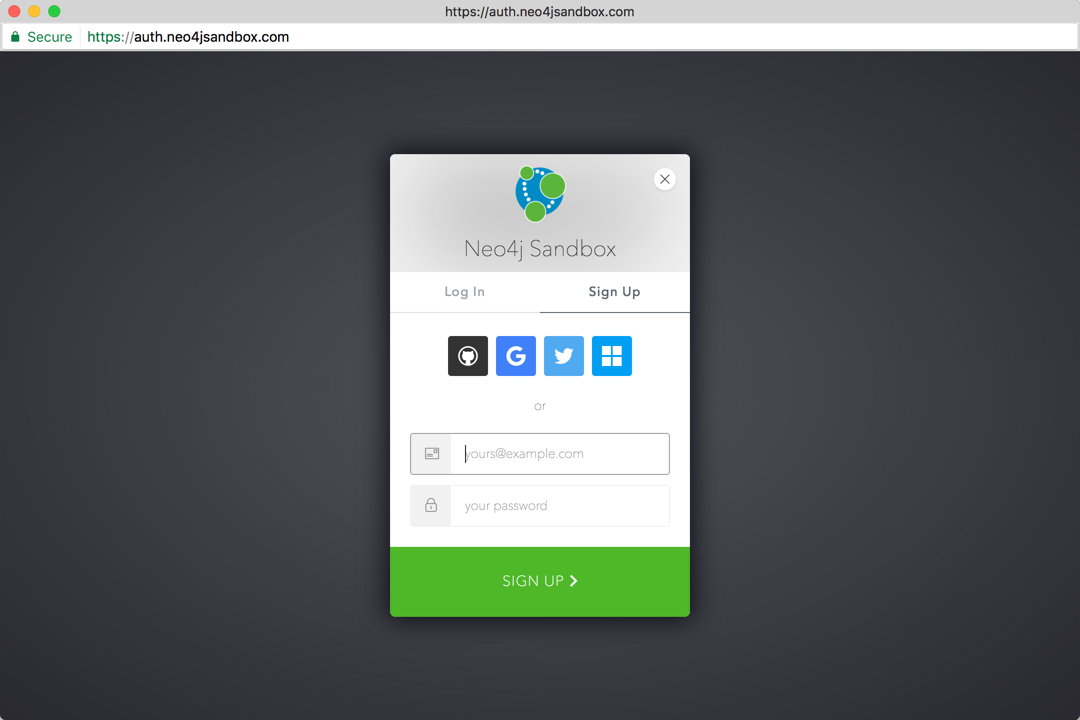 https://auth.neo4jsandbox.com
Secure https://auth.neo4jsandbox.com
Neo4j Sandbox
Log In Sign Up
G
or
yours@example.com
your password
SIGN UP